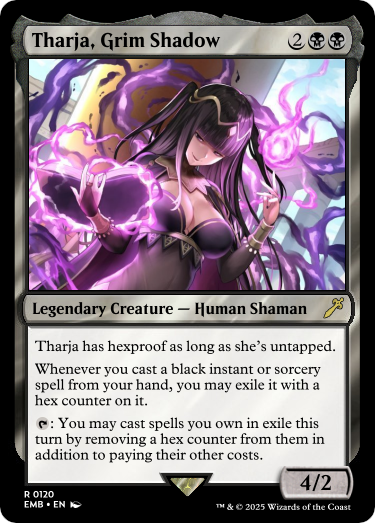 Tharja, Grim Shadow 2
Legendary Creature — Human Shaman
Tharja has hexproof as long as she's untapped.
Whenever you cast a black instant or sorcery
spell from your hand, you may exile it with a
hex counter on it.
: You may cast spells you own in exile this
turn by removing a hex counter from them in
addition to paying their other costs.
4/2
R 0120
EMB • EN
™ & © 2025 Wizards of the Coast